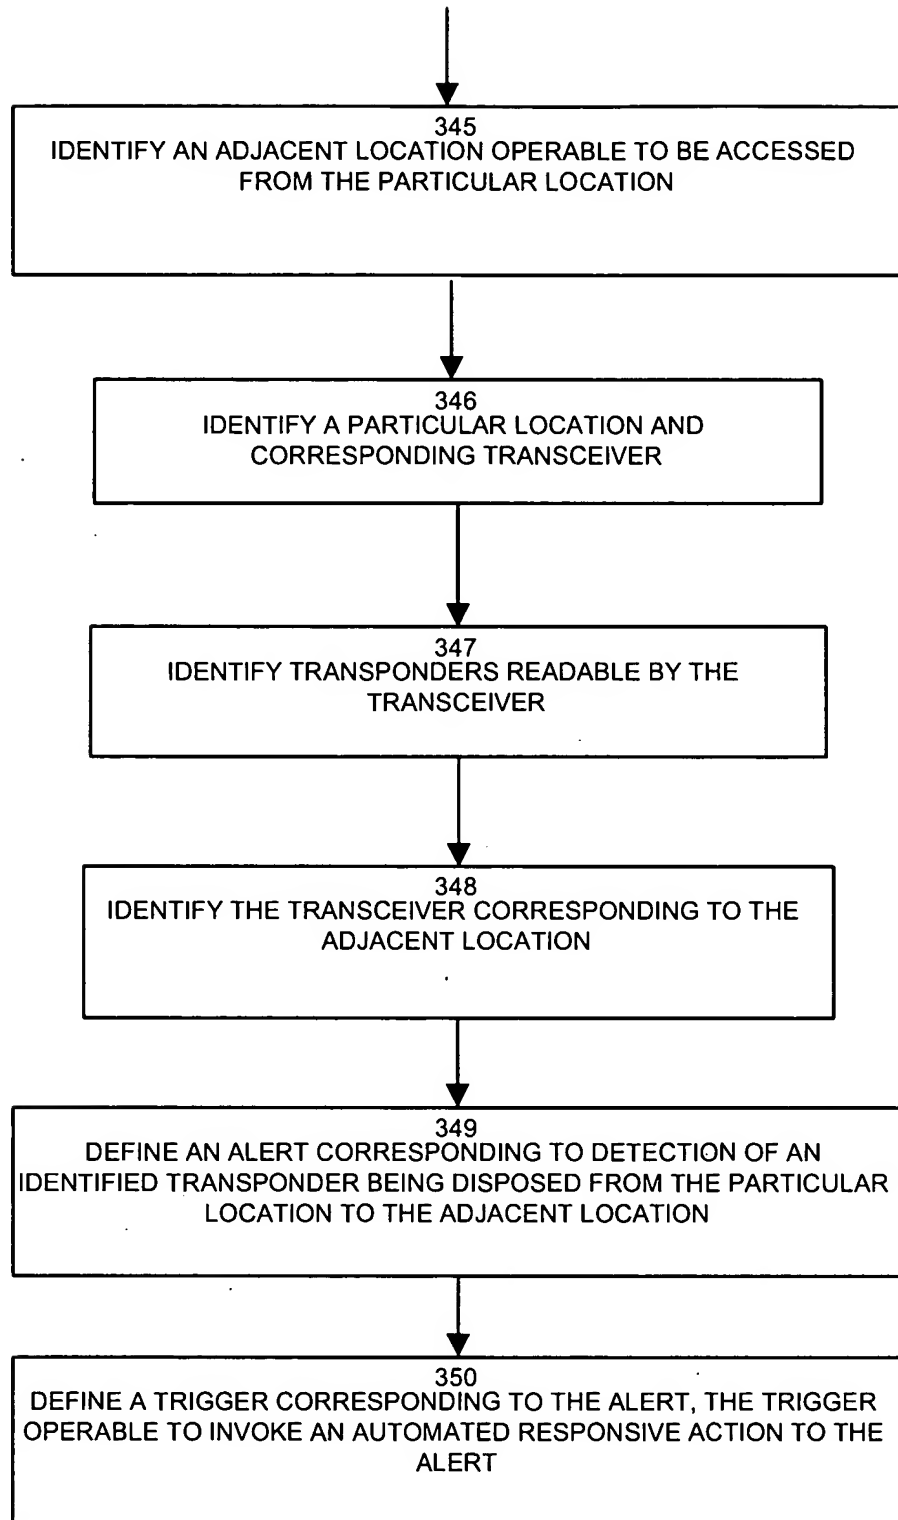 345
IDENTIFY AN ADJACENT LOCATION OPERABLE TO BE ACCESSED
FROM THE PARTICULAR LOCATION
346
IDENTIFY A PARTICULAR LOCATION AND
CORRESPONDING TRANSCEIVER
347
IDENTIFY TRANSPONDERS READABLE BY THE
TRANSCEIVER
348
IDENTIFY THE TRANSCEIVER CORRESPONDING TO THE
ADJACENT LOCATION
349
DEFINE AN ALERT CORRESPONDING TO DETECTION OF AN
IDENTIFIED TRANSPONDER BEING DISPOSED FROM THE PARTICULAR
LOCATION TO THE ADJACENT LOCATION
350
DEFINE A TRIGGER CORRESPONDING TO THE ALERT, THE TRIGGER
OPERABLE TO INVOKE AN AUTOMATED RESPONSIVE ACTION TO THE
ALERT